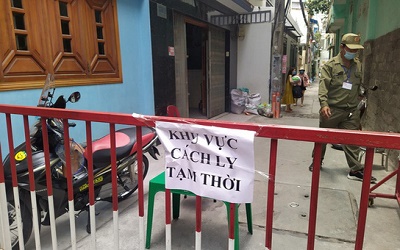 KHU VỰC
CÁCH LY
TẠM THỜI